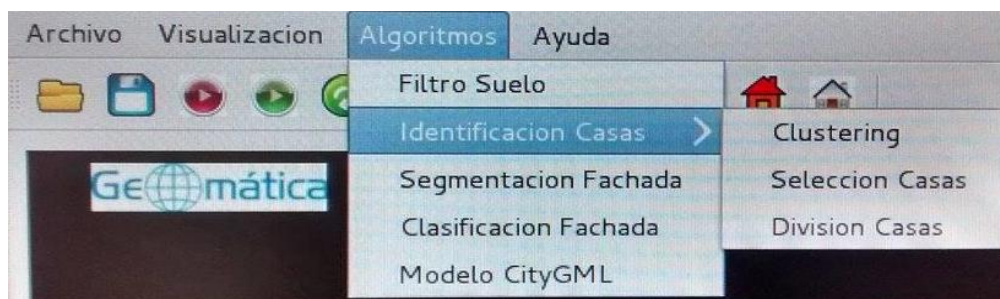 Archivo Visualizacion Algoritmos Ayuda
Filtro Suelo
Identificacion Casas
Clustering
Segmentacion Fachada
Seleccion Casas
Clasificacion Fachada
Division Casas
Modelo CityGML
Geomática